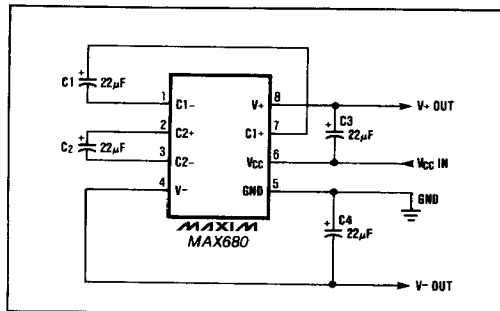 C1 + 22μF
1 C1-
V+ 8
V+ OUT
C1+ 7
+ C3 22μF
2 C2+
C2 + 22μF
3 C2-
VCC 6
VCC IN
4 V-
GND 5
GND
+ C4 22μF
MAXIM
MAX680
V- OUT